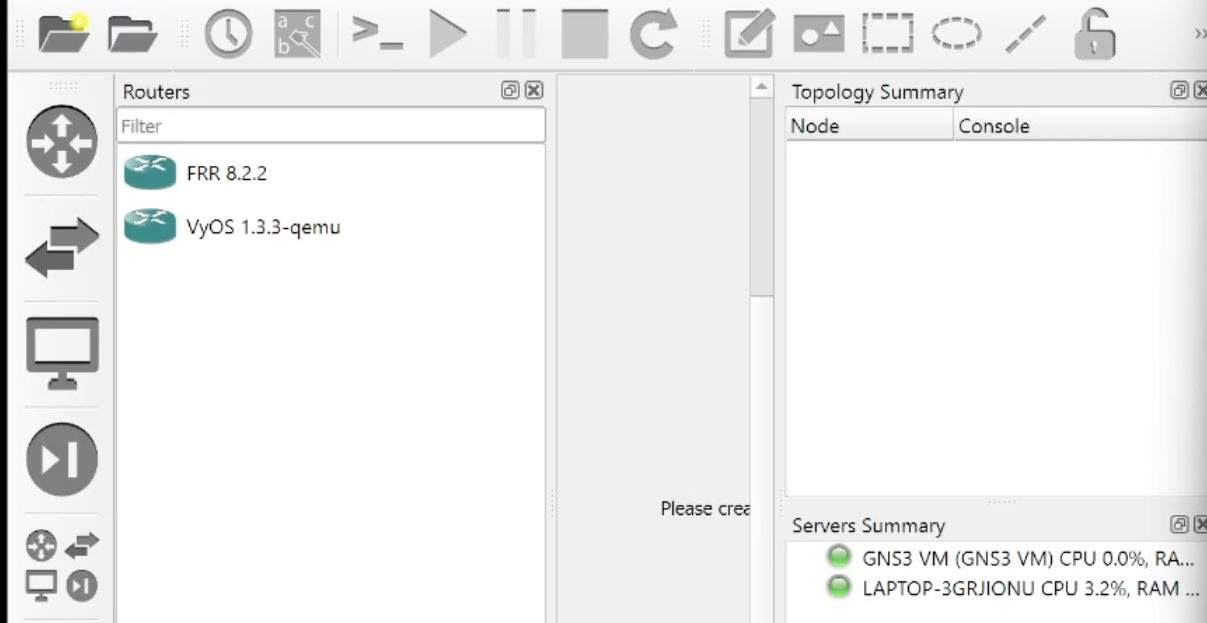 a c
b
>_
Routers
Filter
FRR 8.2.2
VyOS 1.3.3-qemu
Please crea
Topology Summary
Node Console
Servers Summary
GNS3 VM (GNS3 VM) CPU 0.0%, RA...
LAPTOP-3GRJIONU CPU 3.2%, RAM ...